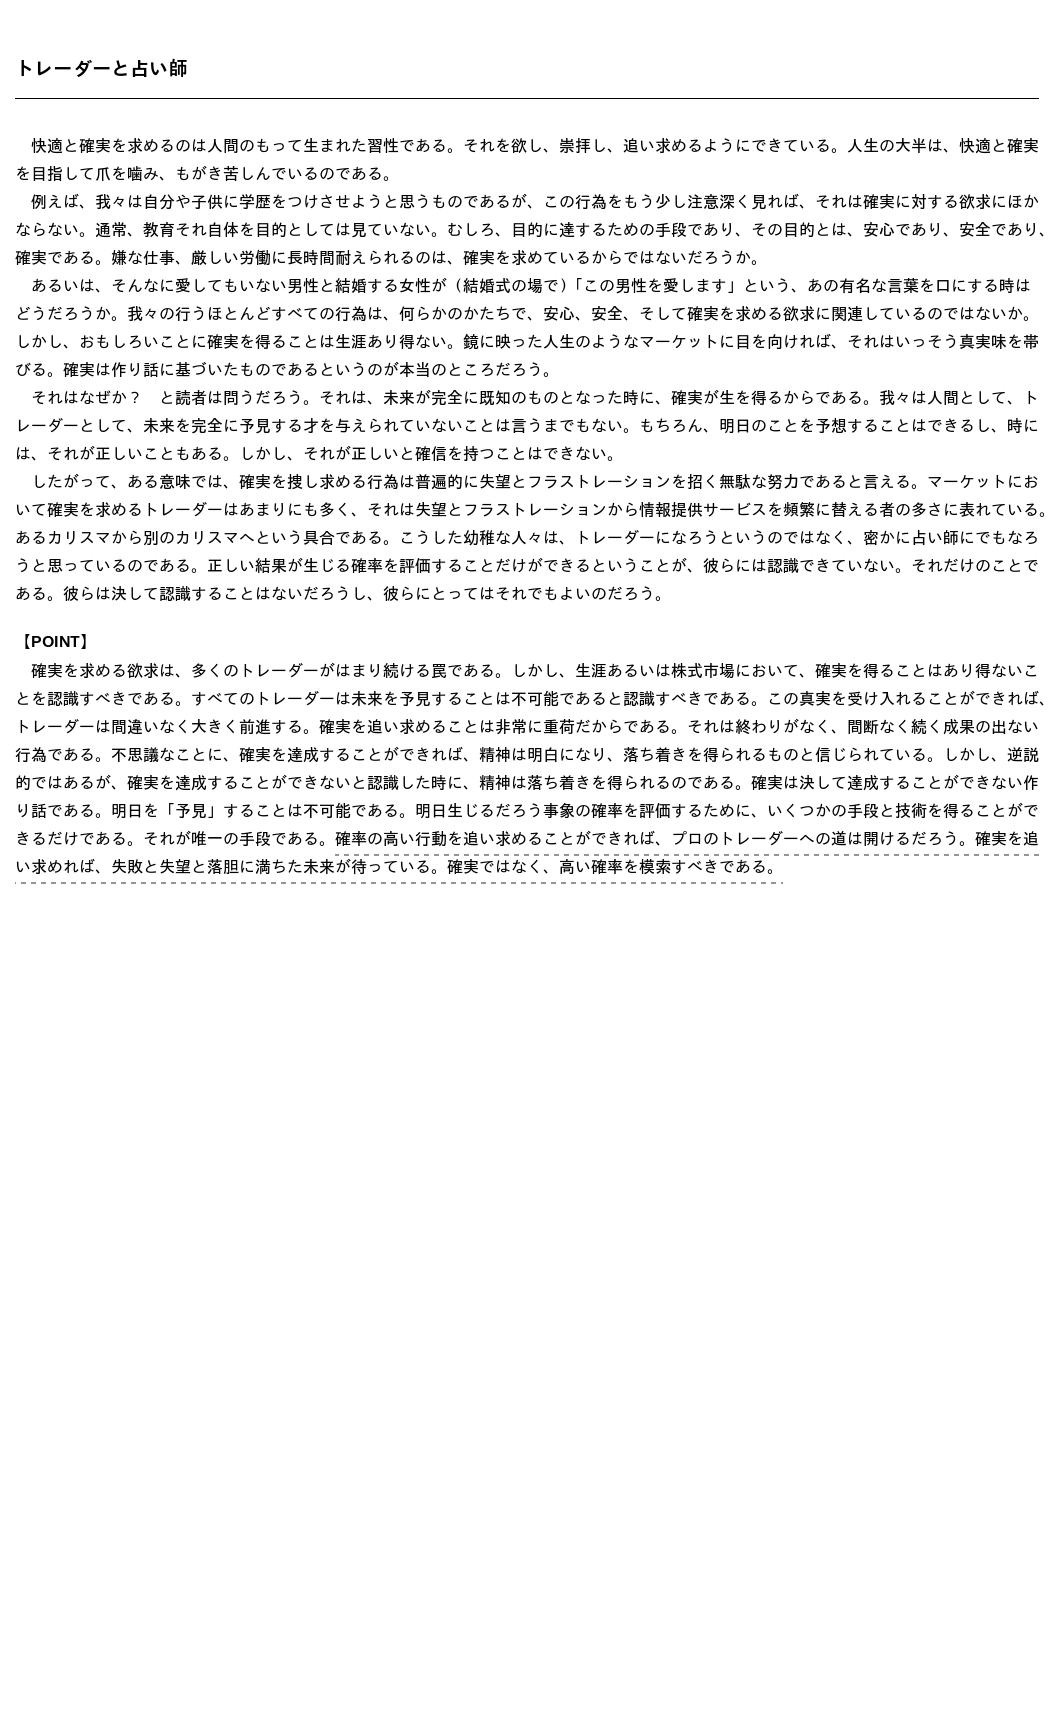 トレーダーと占い師
　快適と確実を求めるのは人間のもって生まれた習性である。それを欲し、崇拝し、追い求めるようにできている。人生の大半は、快適と確実
を目指して爪を噛み、もがき苦しんでいるのである。
　例えば、我々は自分や子供に学歴をつけさせようと思うものであるが、この行為をもう少し注意深く見れば、それは確実に対する欲求にほか
ならない。通常、教育それ自体を目的としては見ていない。むしろ、目的に達するための手段であり、その目的とは、安心であり、安全であり、
確実である。嫌な仕事、厳しい労働に長時間耐えられるのは、確実を求めているからではないだろうか。
　あるいは、そんなに愛してもいない男性と結婚する女性が（結婚式の場で）「この男性を愛します」という、あの有名な言葉を口にする時は
どうだろうか。我々の行うほとんどすべての行為は、何らかのかたちで、安心、安全、そして確実を求める欲求に関連しているのではないか。
しかし、おもしろいことに確実を得ることは生涯あり得ない。鏡に映った人生のようなマーケットに目を向ければ、それはいっそう真実味を帯
びる。確実は作り話に基づいたものであるというのが本当のところだろう。
　それはなぜか？　と読者は問うだろう。それは、未来が完全に既知のものとなった時に、確実が生を得るからである。我々は人間として、ト
レーダーとして、未来を完全に予見する才を与えられていないことは言うまでもない。もちろん、明日のことを予想することはできるし、時に
は、それが正しいこともある。しかし、それが正しいと確信を持つことはできない。
　したがって、ある意味では、確実を捜し求める行為は普遍的に失望とフラストレーションを招く無駄な努力であると言える。マーケットにお
いて確実を求めるトレーダーはあまりにも多く、それは失望とフラストレーションから情報提供サービスを頻繁に替える者の多さに表れている。
あるカリスマから別のカリスマへという具合である。こうした幼稚な人々は、トレーダーになろうというのではなく、密かに占い師にでもなろ
うと思っているのである。正しい結果が生じる確率を評価することだけができるということが、彼らには認識できていない。それだけのことで
ある。彼らは決して認識することはないだろうし、彼らにとってはそれでもよいのだろう。
【POINT】
　確実を求める欲求は、多くのトレーダーがはまり続ける罠である。しかし、生涯あるいは株式市場において、確実を得ることはあり得ないこ
とを認識すべきである。すべてのトレーダーは未来を予見することは不可能であると認識すべきである。この真実を受け入れることができれば、
トレーダーは間違いなく大きく前進する。確実を追い求めることは非常に重荷だからである。それは終わりがなく、間断なく続く成果の出ない
行為である。不思議なことに、確実を達成することができれば、精神は明白になり、落ち着きを得られるものと信じられている。しかし、逆説
的ではあるが、確実を達成することができないと認識した時に、精神は落ち着きを得られるのである。確実は決して達成することができない作
り話である。明日を「予見」することは不可能である。明日生じるだろう事象の確率を評価するために、いくつかの手段と技術を得ることがで
きるだけである。それが唯一の手段である。確率の高い行動を追い求めることができれば、プロのトレーダーへの道は開けるだろう。確実を追
い求めれば、失敗と失望と落胆に満ちた未来が待っている。確実ではなく、高い確率を模索すべきである。